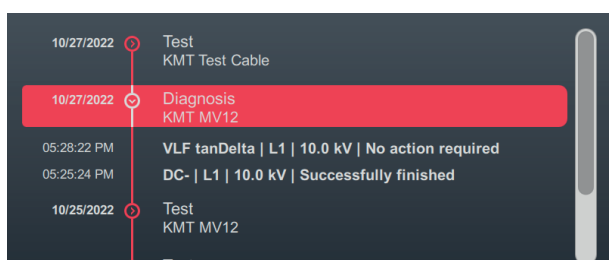 10/27/2022 Test
KMT Test Cable
10/27/2022 Diagnosis
KMT MV12
05:28:22 PM VLF tanDelta | L1 | 10.0 kV | No action required
05:25:24 PM DC- | L1 | 10.0 kV | Successfully finished
10/25/2022 Test
KMT MV12